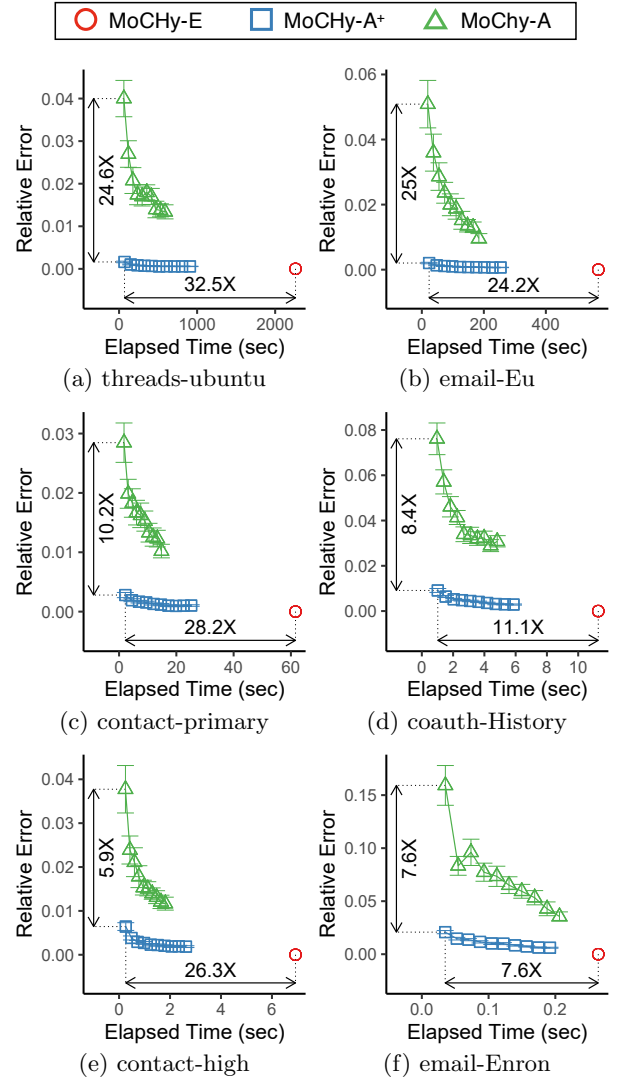 MoCHy-E MoCHy-A+ MoChy-A
Relative Error
0.04
0.03
0.02
0.01
0.00
24.6X
32.5X
0 1000 2000
Elapsed Time (sec)
(a) threads-ubuntu
Relative Error
0.06
0.04
0.02
0.00
25X
24.2X
0 200 400
Elapsed Time (sec)
(b) email-Eu
Relative Error
0.03
0.02
0.01
0.00
10.2X
28.2X
0 20 40 60
Elapsed Time (sec)
(c) contact-primary
Relative Error
0.08
0.06
0.04
0.02
0.00
8.4X
11.1X
0 2 4 6 8 10
Elapsed Time (sec)
(d) coauth-History
Relative Error
0.04
0.03
0.02
0.01
0.00
5.9X
26.3X
0 2 4 6
Elapsed Time (sec)
(e) contact-high
Relative Error
0.15
0.10
0.05
0.00
7.6X
7.6X
0.0 0.1 0.2
Elapsed Time (sec)
(f) email-Enron